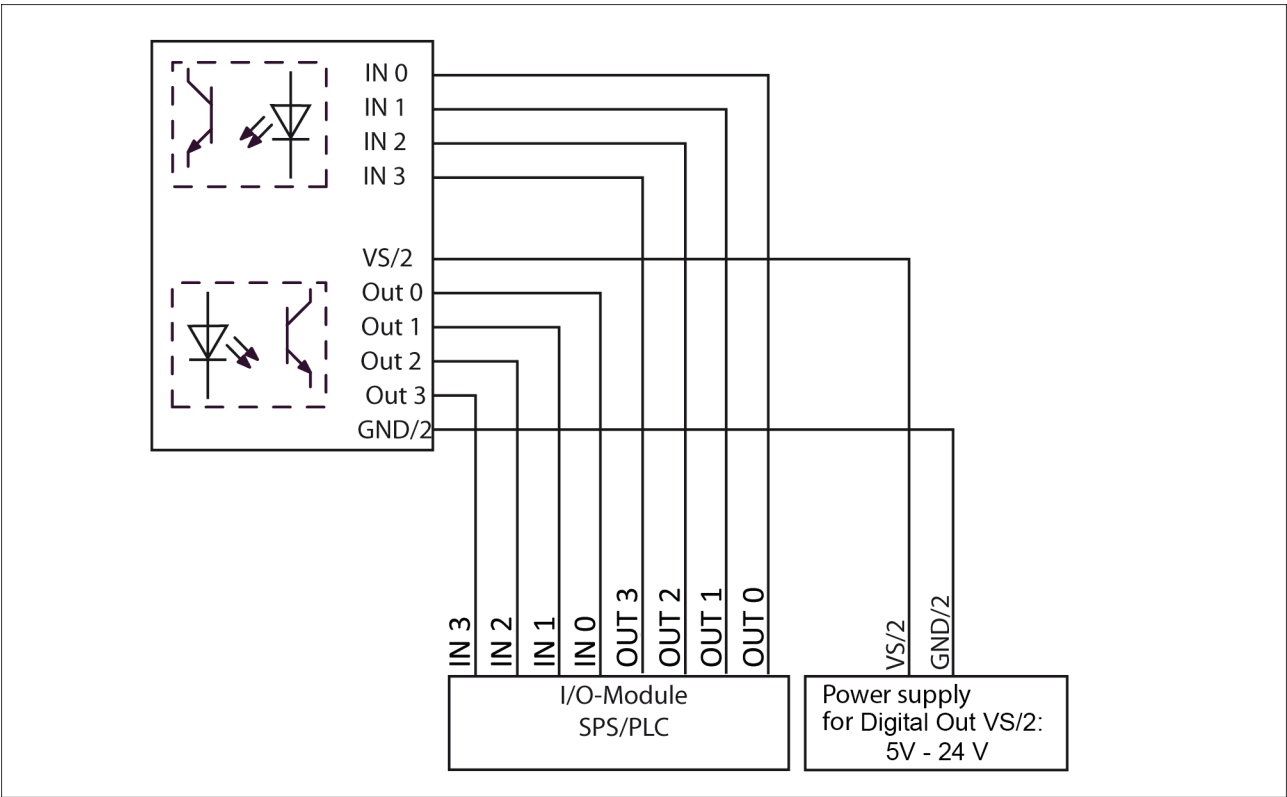 IN 0
IN 1
IN 2
IN 3
VS/2
Out 0
Out 1
Out 2
Out 3
GND/2
IN 3
IN 2
IN 1
IN 0
OUT 3
OUT 2
OUT 1
OUT 0
VS/2
GND/2
I/O-Module
SPS/PLC
Power supply
for Digital Out VS/2:
5V - 24 V